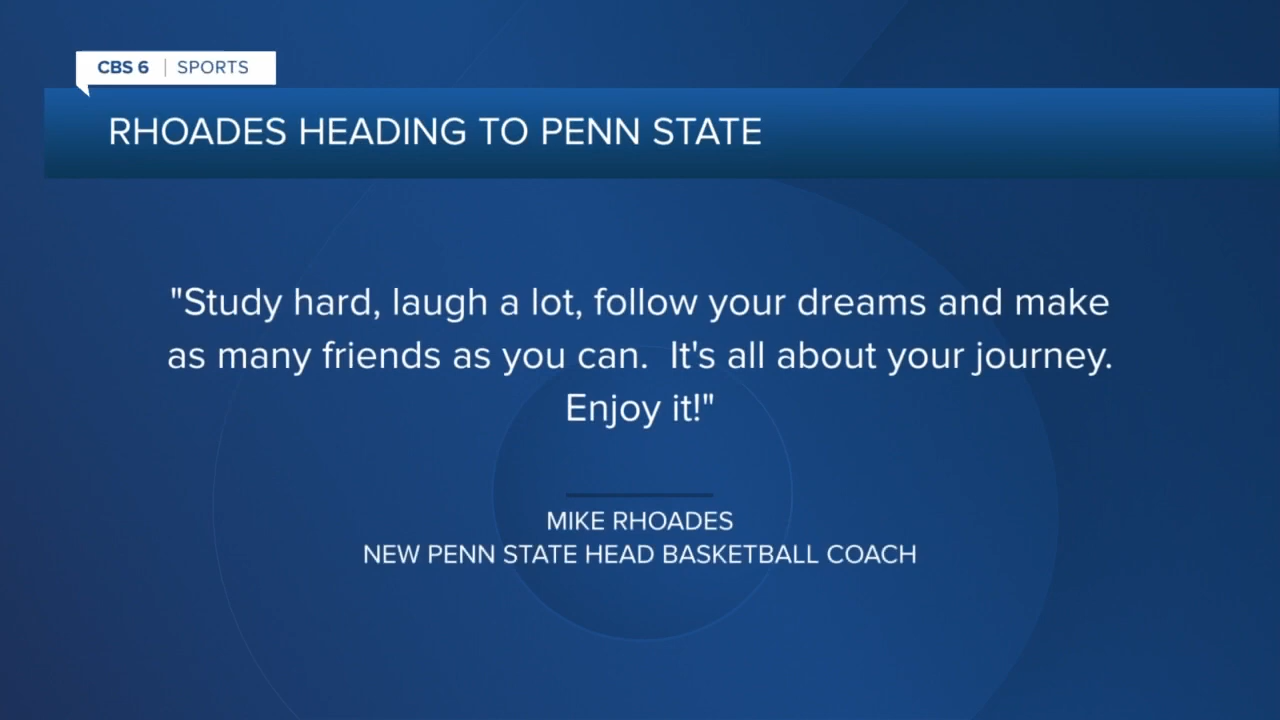 CBS 6 | SPORTS
RHOADES HEADING TO PENN STATE
"Study hard, laugh a lot, follow your dreams and make
as many friends as you can.  It's all about your journey.
Enjoy it!"
MIKE RHOADES
NEW PENN STATE HEAD BASKETBALL COACH